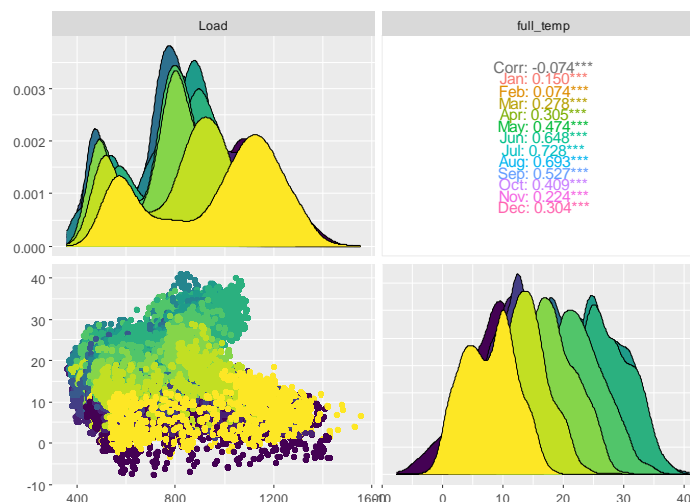 Load
full_temp
0.003
0.002
0.001
0.000
Corr: -0.074***
Jan: 0.150***
Feb: 0.074***
Mar: 0.278***
Apr: 0.305***
May: 0.474***
Jun: 0.648***
Jul: 0.728***
Aug: 0.693***
Sep: 0.527***
Oct: 0.409***
Nov: 0.224***
Dec: 0.304***
40
30
20
10
0
-10
400 800 1200 1600
0 10 20 30 40